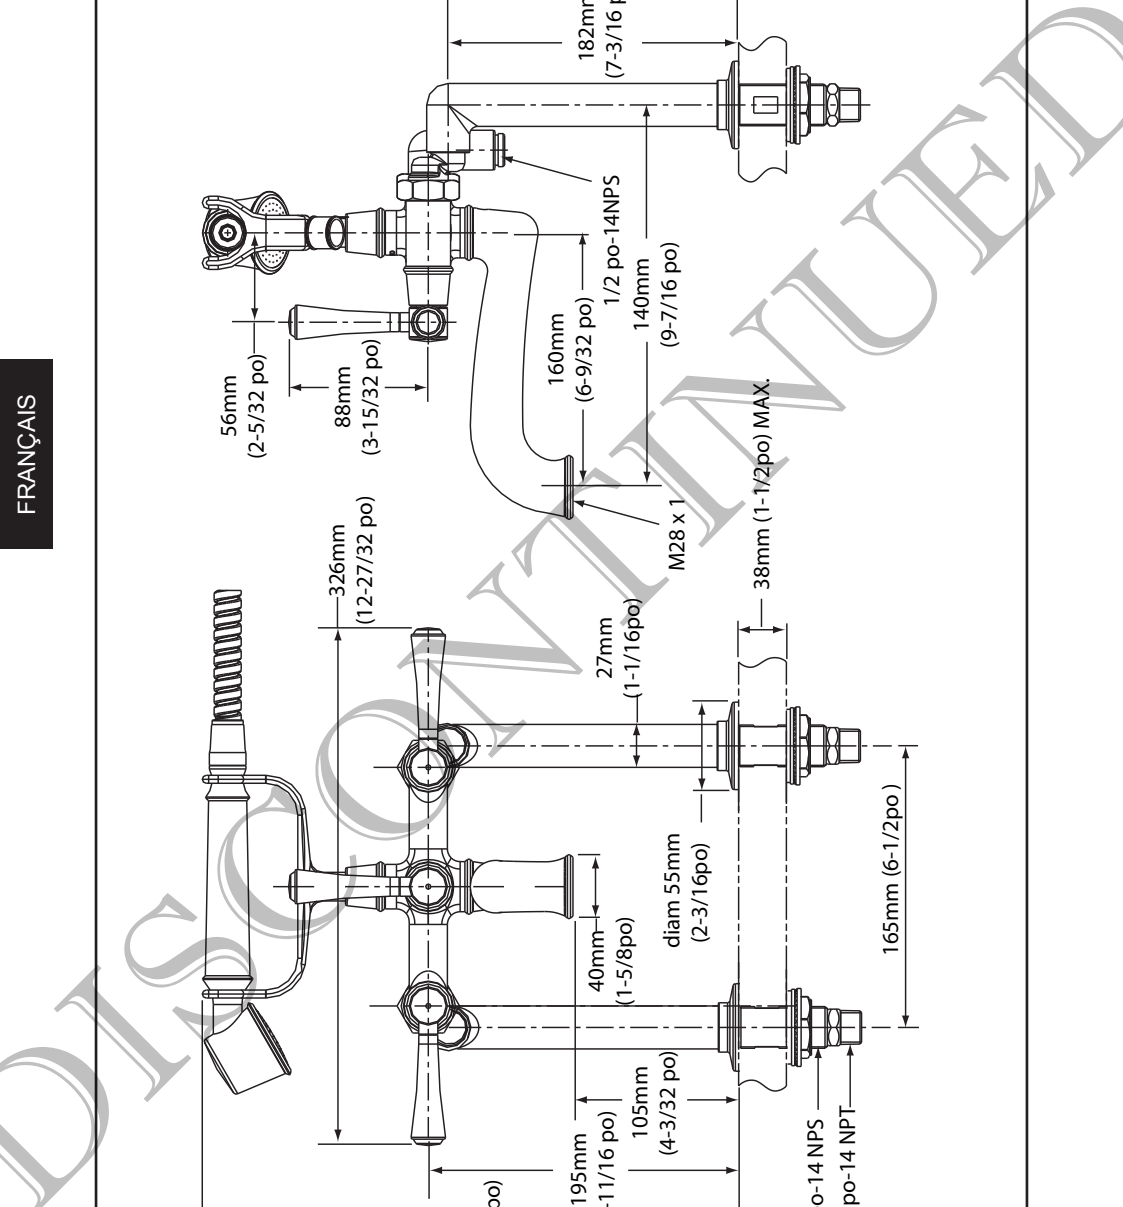 FRANÇAIS
182mm
(7-3/16 p
1/2 po-14NPS
140mm
(9-7/16 po)
160mm
(6-9/32 po)
56mm
(2-5/32 po)
88mm
(3-15/32 po)
M28 x 1
38mm (1-1/2po) MAX.
326mm
(12-27/32 po)
27mm
(1-1/16po)
diam 55mm
(2-3/16po)
165mm (6-1/2po )
40mm
(1-5/8po)
105mm
(4-3/32 po)
195mm
-11/16 po)
po)
o-14 NPS
po-14 NPT
DISCONTINUED